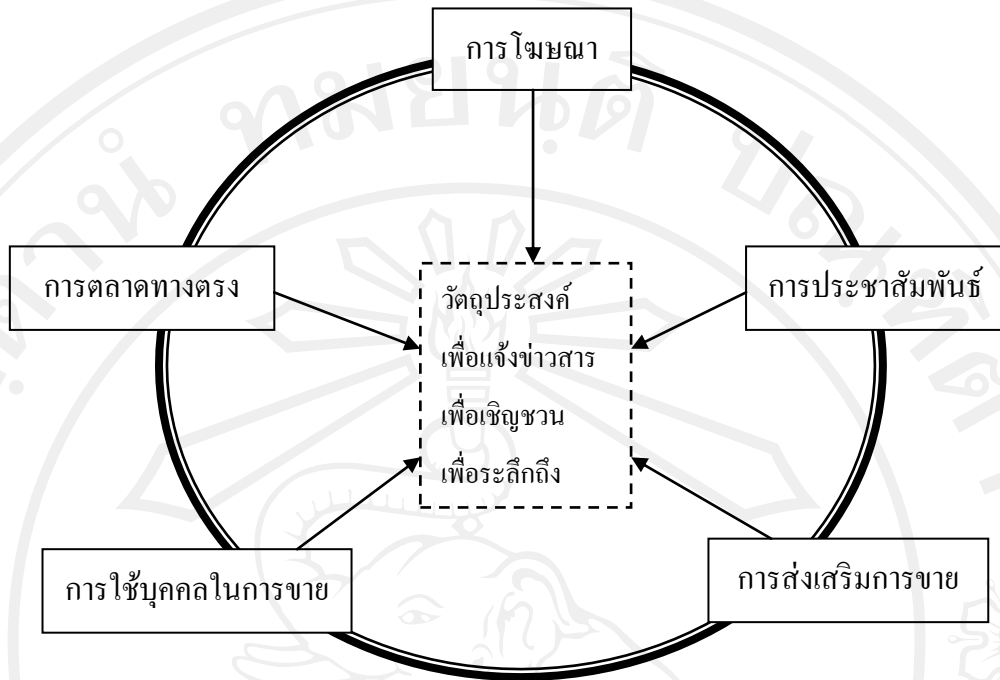 การโฆษณา
การตลาดทางตรง
การประชาสัมพันธ์
วัตถุประสงค์
เพื่อแจ้งข่าวสาร
เพื่อเชิญชวน
เพื่อระลึกถึง
การใช้บุคคลในการขาย
การส่งเสริมการขาย